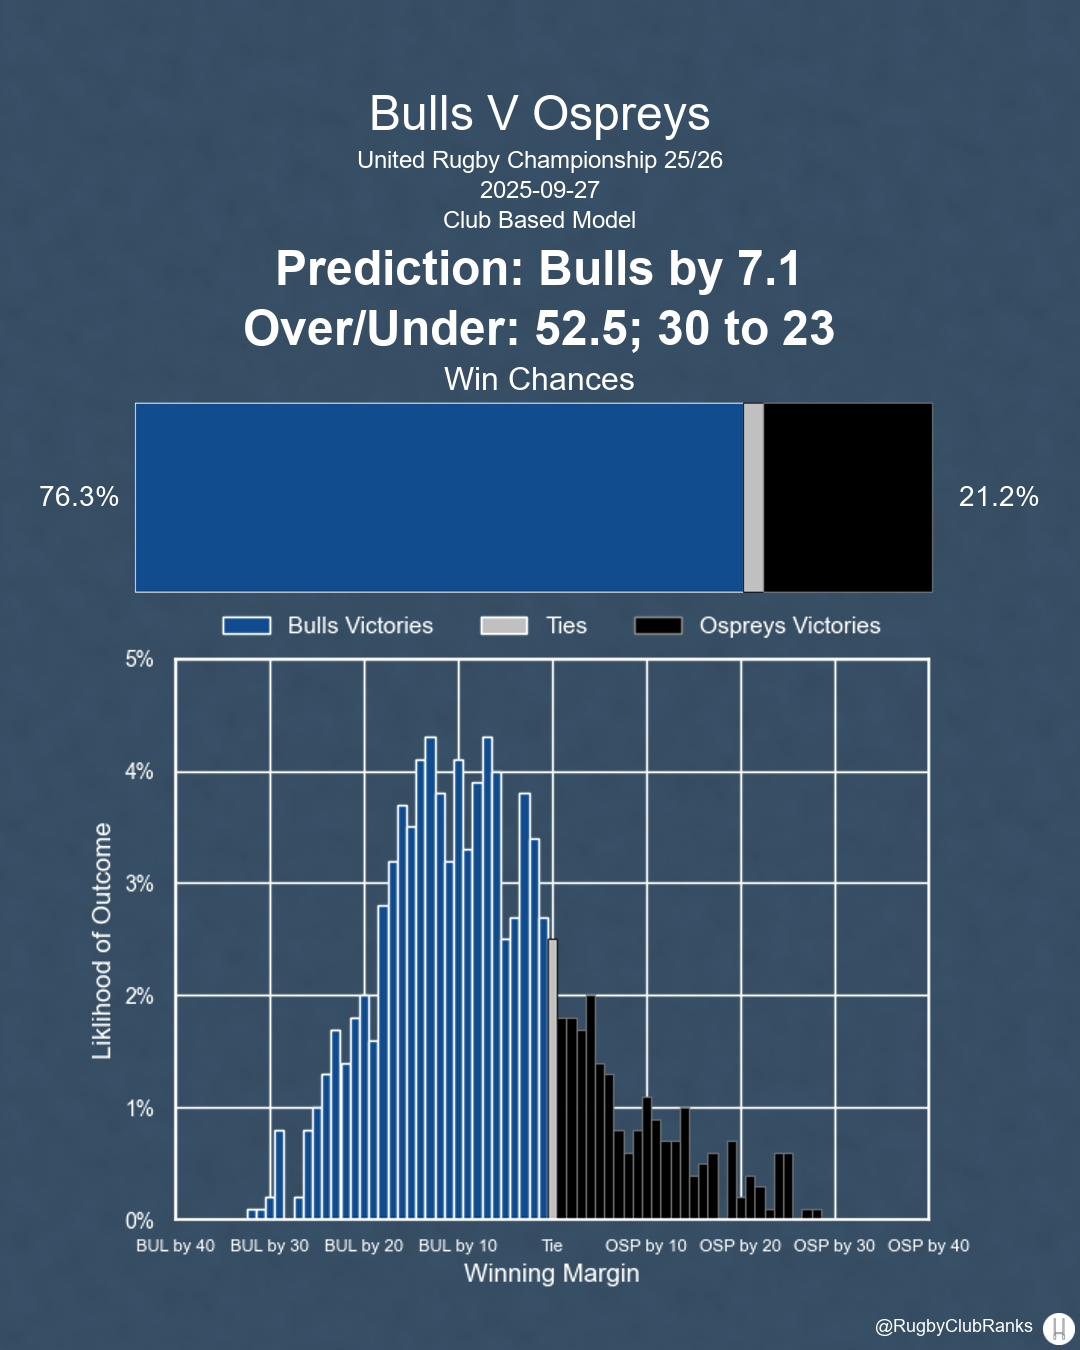 Bulls V Ospreys
United Rugby Championship 25/26
2025-09-27
Club Based Model
Prediction: Bulls by 7.1
Over/Under: 52.5; 30 to 23
Win Chances
76.3%
21.2%
Bulls Victories Ties Ospreys Victories
5%
4%
3%
2%
1%
0%
Liklihood of Outcome
BUL by 40 BUL by 30 BUL by 20 BUL by 10 Tie OSP by 10 OSP by 20 OSP by 30 OSP by 40
Winning Margin
@RugbyClubRanks